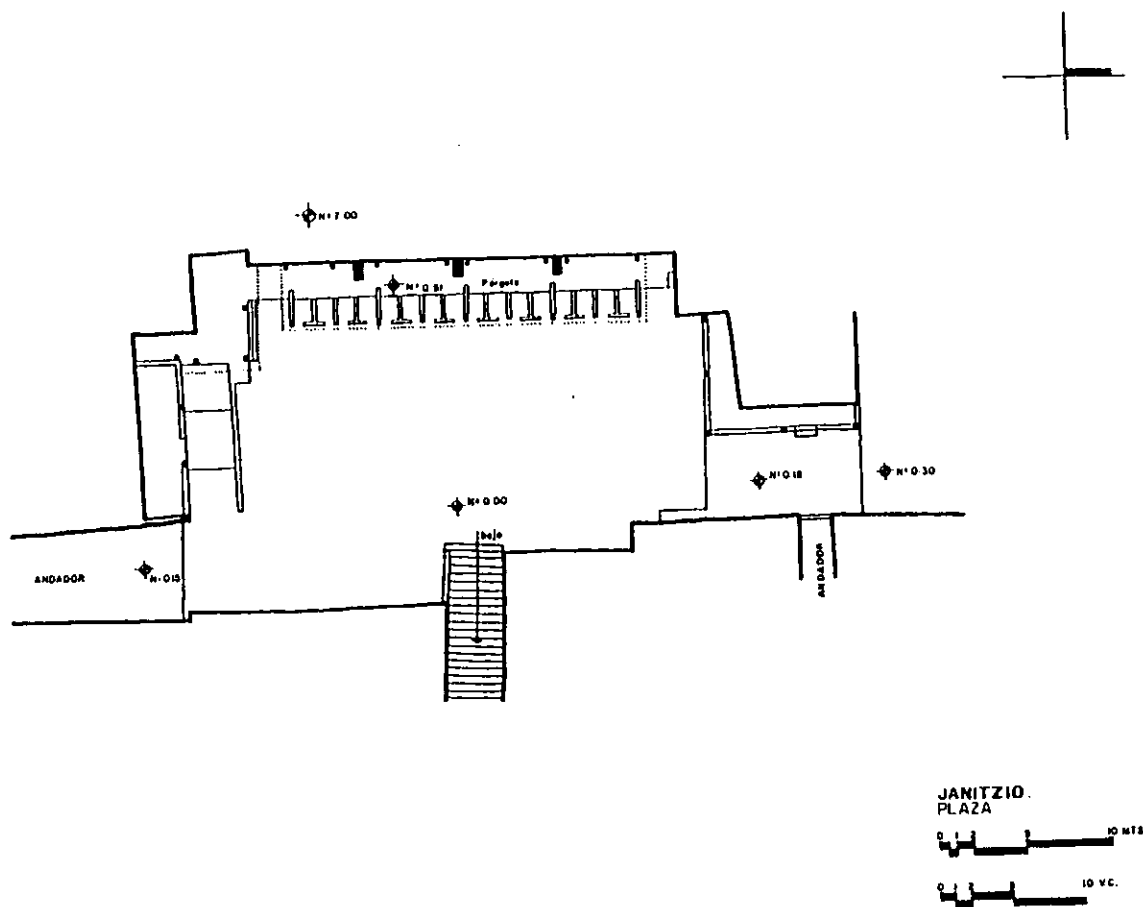 N+7.00
N+0.51
Pérgola
N+0.18
N+0.30
N+0.00
baja
ANDADOR
N-0.15
ANDADOR
JANITZIO.
PLAZA
0 1 2 5 10 MTS
0 1 2 5 10 V.C.